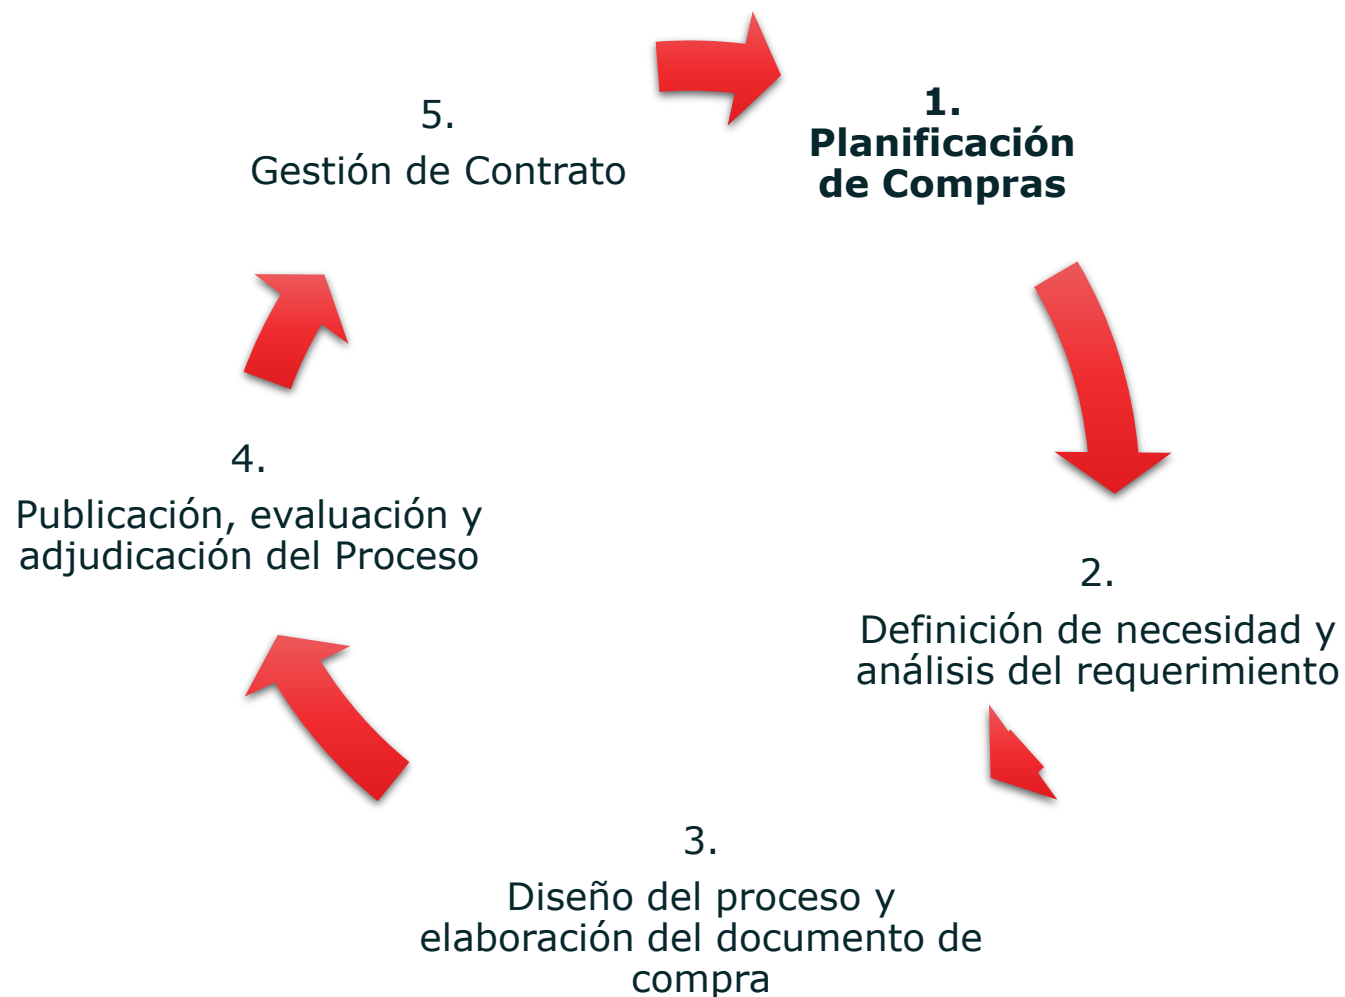 1.
Planificación
de Compras
2.
Definición de necesidad y
análisis del requerimiento
3.
Diseño del proceso y
elaboración del documento de
compra
4.
Publicación, evaluación y
adjudicación del Proceso
5.
Gestión de Contrato